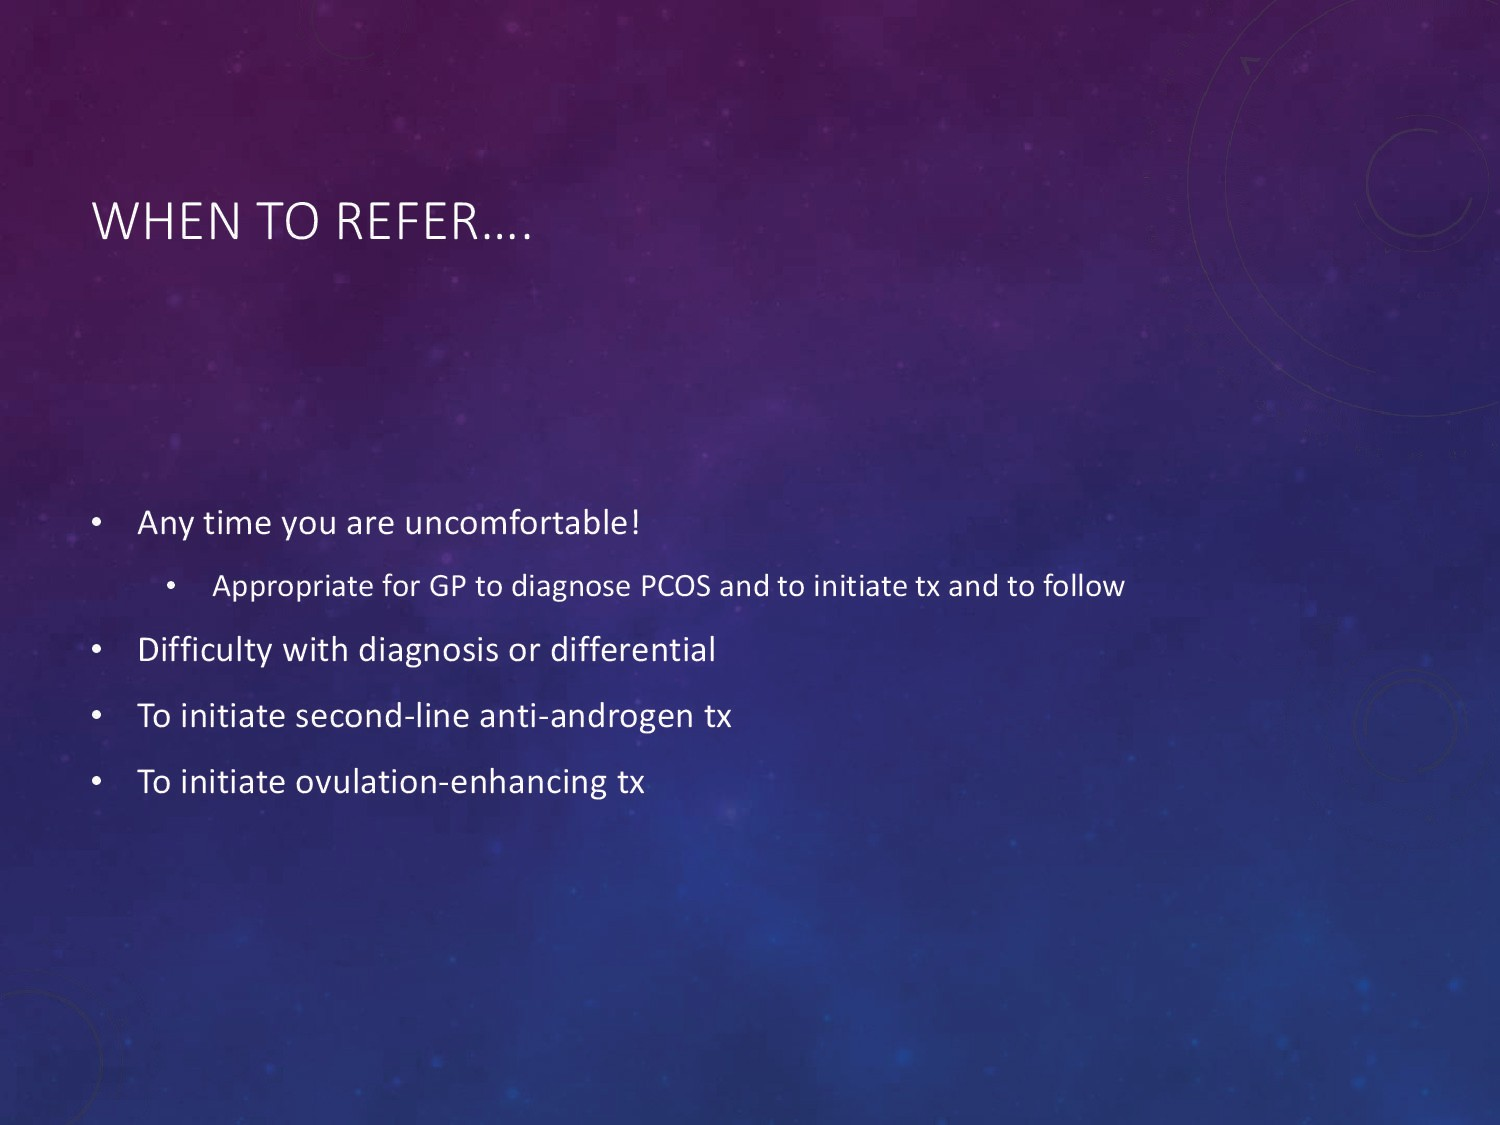 WHEN TO REFER….
• Any time you are uncomfortable!
• Appropriate for GP to diagnose PCOS and to initiate tx and to follow
• Difficulty with diagnosis or differential
• To initiate second-line anti-androgen tx
• To initiate ovulation-enhancing tx